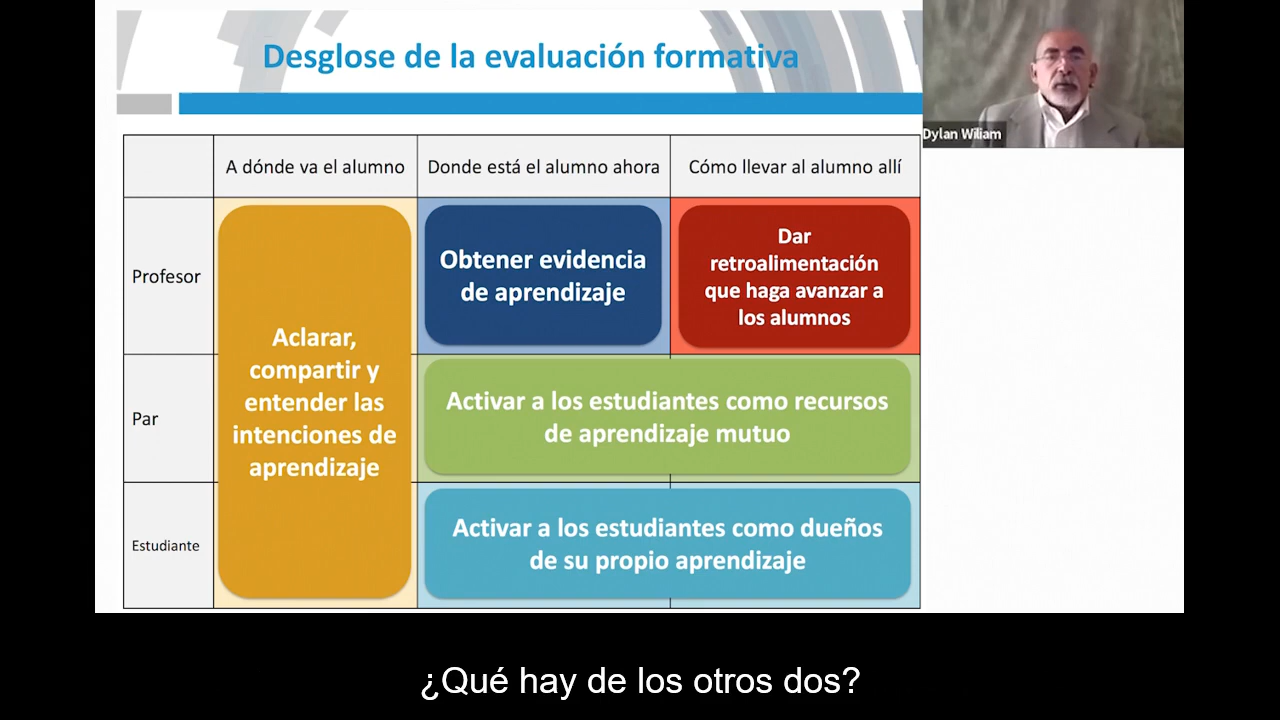 Desglose de la evaluación formativa
Dylan Wiliam
A dónde va el alumno
Donde está el alumno ahora
Cómo llevar al alumno allí
Profesor
Aclarar,
compartir y
entender las
intenciones de
aprendizaje
Obtener evidencia
de aprendizaje
Dar
retroalimentación
que haga avanzar a
los alumnos
Par
Activar a los estudiantes como recursos
de aprendizaje mutuo
Estudiante
Activar a los estudiantes como dueños
de su propio aprendizaje
¿Qué hay de los otros dos?